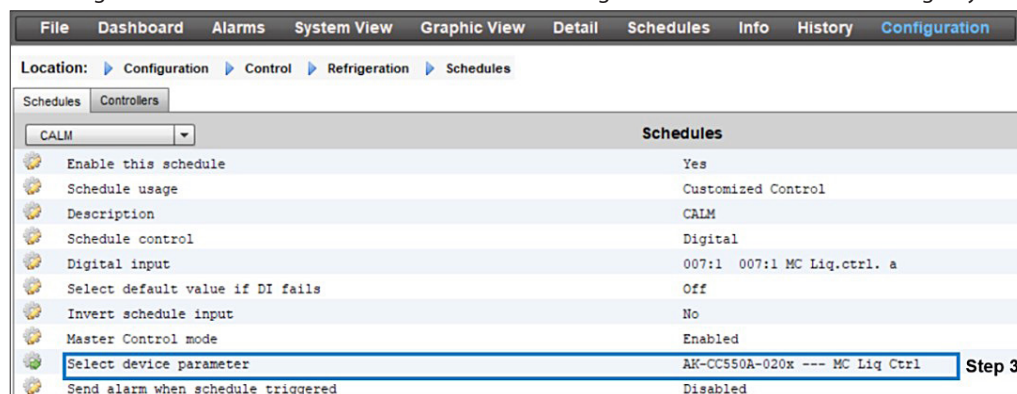 File Dashboard Alarms System View Graphic View Detail Schedules Info History Configuration
Location: Configuration Control Refrigeration Schedules
Schedules Controllers
CALM Schedules
Enable this schedule Yes
Schedule usage Customized Control
Description CALM
Schedule control Digital
Digital input 007:1 007:1 MC Liq.ctrl. a
Select default value if DI fails Off
Invert schedule input No
Master Control mode Enabled
Select device parameter AK-CC550A-020x --- MC Liq Ctrl Step 3
Send alarm when schedule triggered Disabled